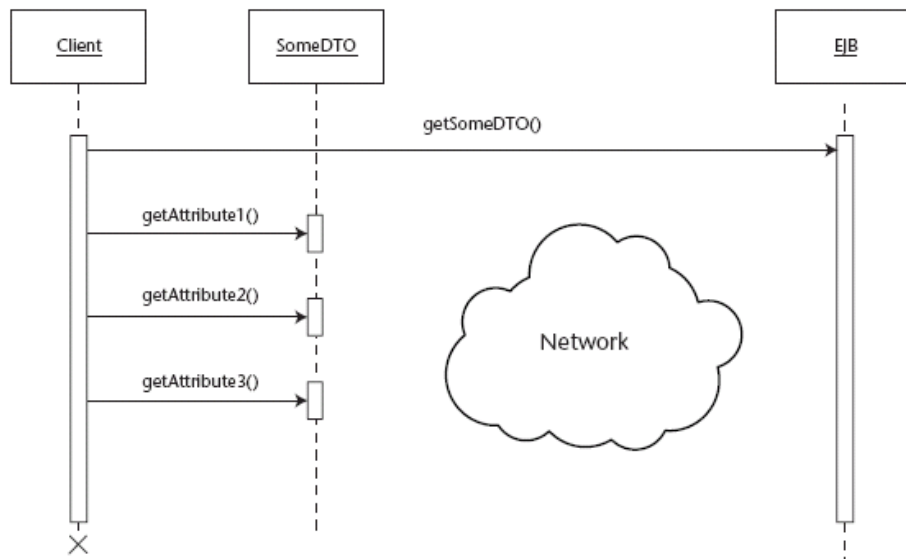 Client
SomeDTO
EJB
getSomeDTO()
getAttribute1()
getAttribute2()
Network
getAttribute3()